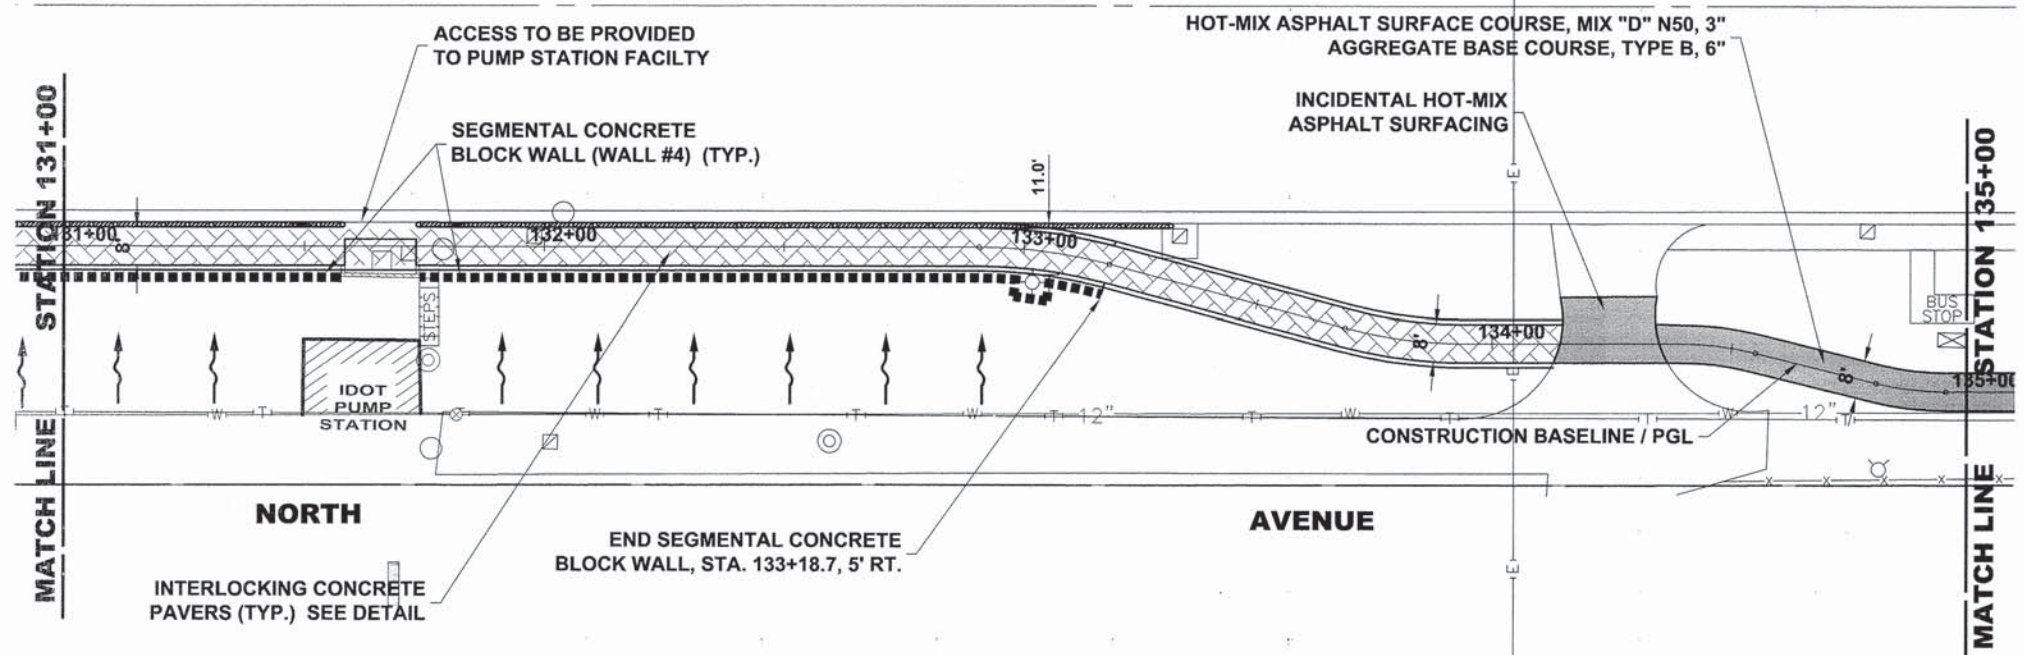 ACCESS TO BE PROVIDED
TO PUMP STATION FACILTY
HOT-MIX ASPHALT SURFACE COURSE, MIX "D" N50, 3"
AGGREGATE BASE COURSE, TYPE B, 6"
INCIDENTAL HOT-MIX
ASPHALT SURFACING
SEGMENTAL CONCRETE
BLOCK WALL (WALL #4) (TYP.)
11.0'
E
MATCH LINE STATION 131+00
MATCH LINE STATION 135+00
131+00
8'
132+00
133+00
134+00
8'
8'
135+00
BUS
STOP
STEPS
IDOT
PUMP
STATION
T W T T W T T W T 12" T W T T W 12" T
CONSTRUCTION BASELINE / PGL
X X X X X
NORTH AVENUE
END SEGMENTAL CONCRETE
BLOCK WALL, STA. 133+18.7, 5' RT.
E
INTERLOCKING CONCRETE
PAVERS (TYP.) SEE DETAIL